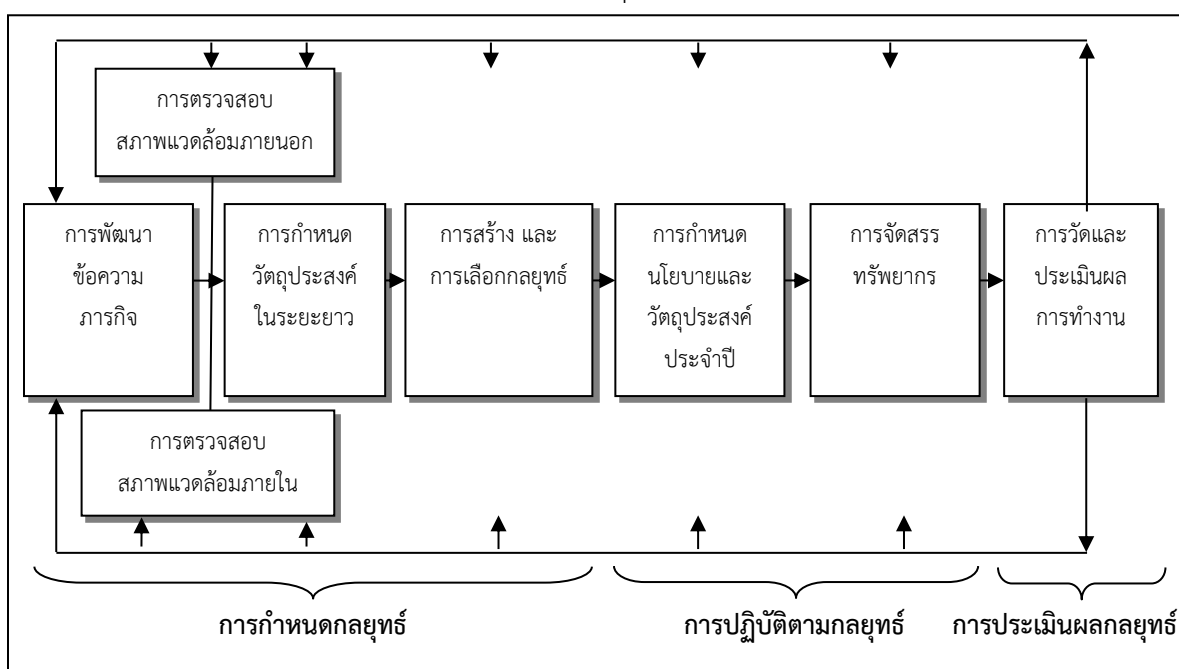 การตรวจสอบ
สภาพแวดล้อมภายนอก
การพัฒนา
ข้อความ
ภารกิจ
การกำหนด
วัตถุประสงค์
ในระยะยาว
การสร้าง และ
การเลือกกลยุทธ์
การกำหนด
นโยบายและ
วัตถุประสงค์
ประจำปี
การจัดสรร
ทรัพยากร
การวัดและ
ประเมินผล
การทำงาน
การตรวจสอบ
สภาพแวดล้อมภายใน
การกำหนดกลยุทธ์
การปฏิบัติตามกลยุทธ์
การประเมินผลกลยุทธ์